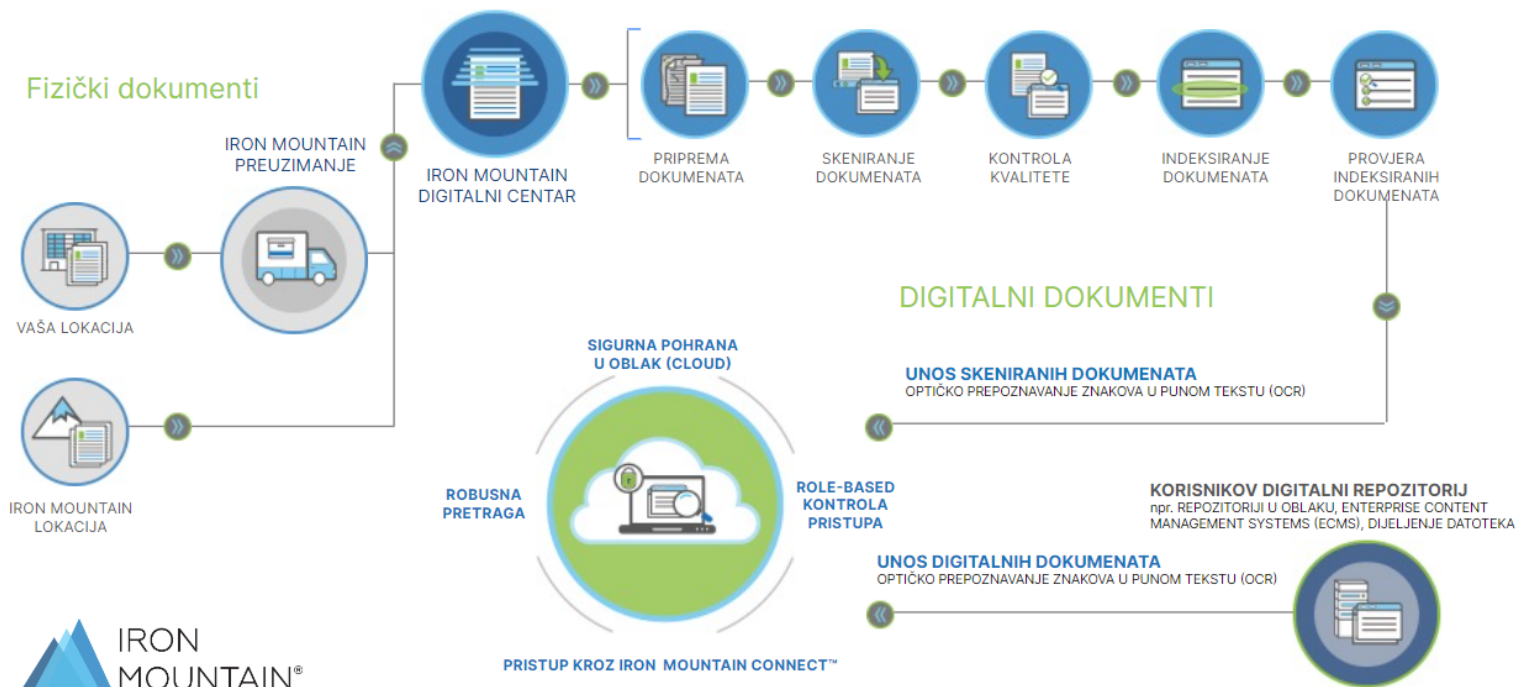 Fizički dokumenti
IRON MOUNTAIN
PREUZIMANJE
VAŠA LOKACIJA
IRON MOUNTAIN
LOKACIJA
IRON MOUNTAIN
DIGITALNI CENTAR
PRIPREMA
DOKUMENATA
SKENIRANJE
DOKUMENATA
KONTROLA
KVALITETE
INDEKSIRANJE
DOKUMENATA
PROVJERA
INDEKSIRANIH
DOKUMENATA
DIGITALNI DOKUMENTI
UNOS SKENIRANIH DOKUMENATA
OPTIČKO PREPOZNAVANJE ZNAKOVA U PUNOM TEKSTU (OCR)
SIGURNA POHRANA
U OBLAK (CLOUD)
ROBUSNA
PRETRAGA
ROLE-BASED
KONTROLA
PRISTUPA
KORISNIKOV DIGITALNI REPOZITORIJ
npr. REPOZITORIJI U OBLAKU, ENTERPRISE CONTENT
MANAGEMENT SYSTEMS (ECMS), DIJELJENJE DATOTEKA
UNOS DIGITALNIH DOKUMENATA
OPTIČKO PREPOZNAVANJE ZNAKOVA U PUNOM TEKSTU (OCR)
PRISTUP KROZ IRON MOUNTAIN CONNECT™
IRON
MOUNTAIN®